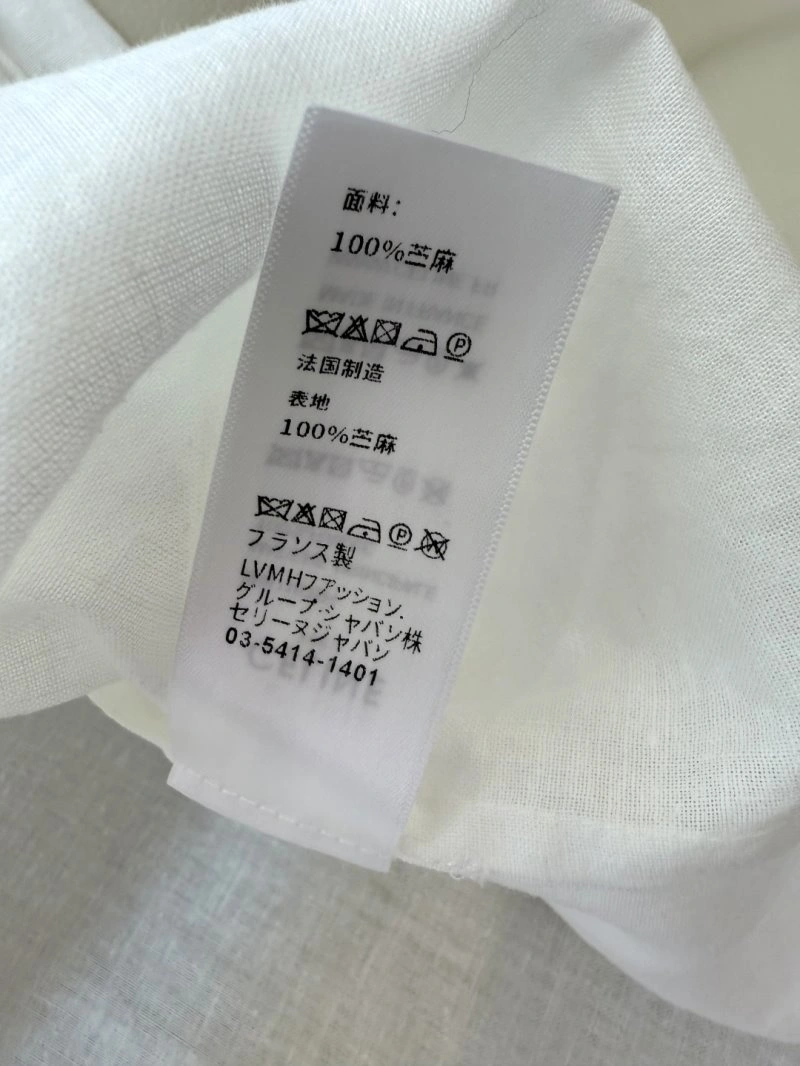 面料:
100%苎麻
P
法国制造
表地
100%苎麻
P W
フランス製
LVMHファッション.
グループ.ジャパン株
セリーヌジャパン
03-5414-1401
CELINE